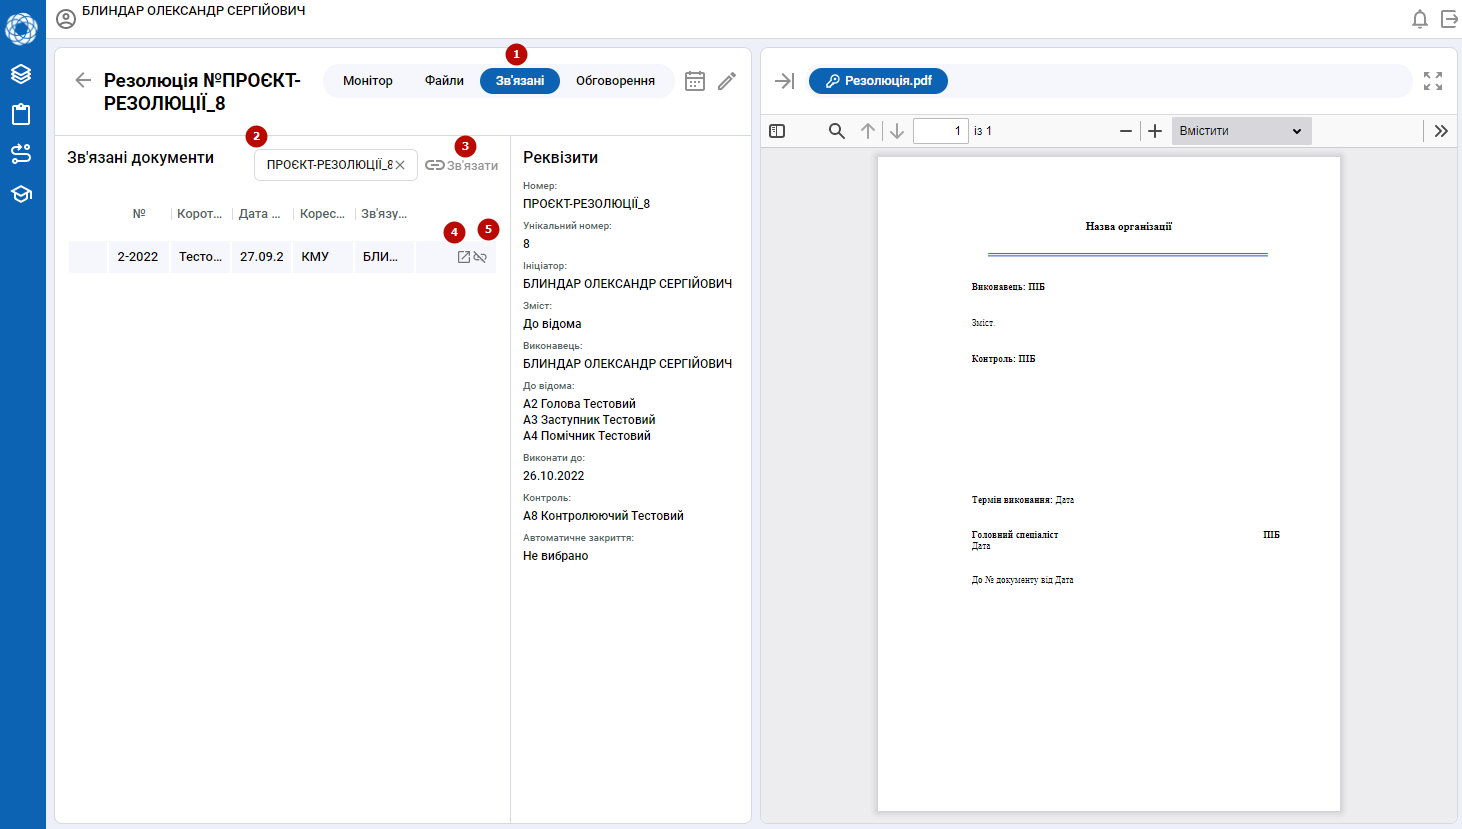 БЛИНДАР ОЛЕКСАНДР СЕРГІЙОВИЧ
Резолюція №ПРОЄКТ-
РЕЗОЛЮЦІЇ_8
Монітор
Файли
1
Зв'язані
Обговорення
Зв'язані документи
2
ПРОЄКТ-РЕЗОЛЮЦІЇ_8
3
Зв'язати
№
Корот...
Дата ...
Корес...
Зв'язу...
4
5
2-2022
Тесто...
27.09.2
КМУ
БЛИ...
Реквізити
Номер:
ПРОЄКТ-РЕЗОЛЮЦІЇ_8
Унікальний номер:
8
Ініціатор:
БЛИНДАР ОЛЕКСАНДР СЕРГІЙОВИЧ
Зміст:
До відома
Виконавець:
БЛИНДАР ОЛЕКСАНДР СЕРГІЙОВИЧ
До відома:
А2 Голова Тестовий
А3 Заступник Тестовий
А4 Помічник Тестовий
Виконати до:
26.10.2022
Контроль:
А8 Контролюючий Тестовий
Автоматичне закриття:
Не вибрано
Резолюція.pdf
1 із 1
Вмістити
Назва організації
Виконавець: ПІБ
Зміст.
Контроль: ПІБ
Термін виконання: Дата
Головний спеціаліст ПІБ
Дата
До № документу від Дата